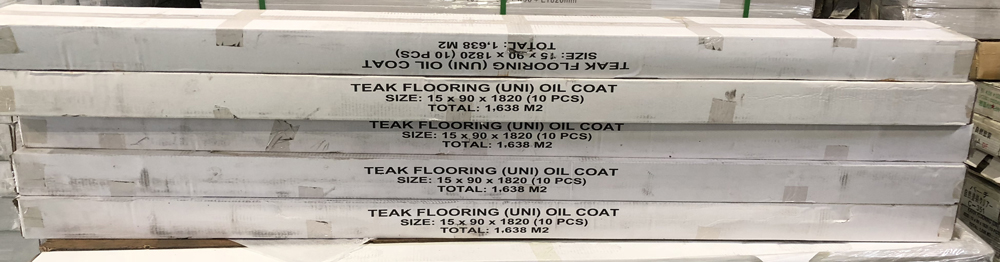 TEAK FLOORING (UNI) OIL COAT
SIZE: 15 x 90 x 1820 (10 PCS)
TOTAL: 1.638 M2
TEAK FLOORING (UNI) OIL COAT
SIZE: 15 x 90 x 1820 (10 PCS)
TOTAL: 1.638 M2
TEAK FLOORING (UNI) OIL COAT
SIZE: 15 x 90 x 1820 (10 PCS)
TOTAL: 1.638 M2
TEAK FLOORING (UNI) OIL COAT
SIZE: 15 x 90 x 1820 (10 PCS)
TOTAL: 1.638 M2
TEAK FLOORING (UNI) OIL COAT
SIZE: 15 x 90 x 1820 (10 PCS)
TOTAL: 1.638 M2